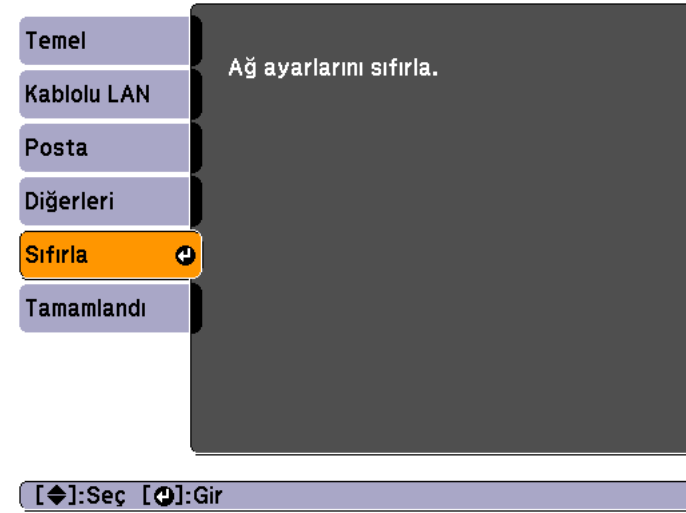 Temel
Ağ ayarlarını sıfırla.
Kablolu LAN
Posta
Diğerleri
Sıfırla
Tamamlandı
[◆]:Seç [⏎]:Gir